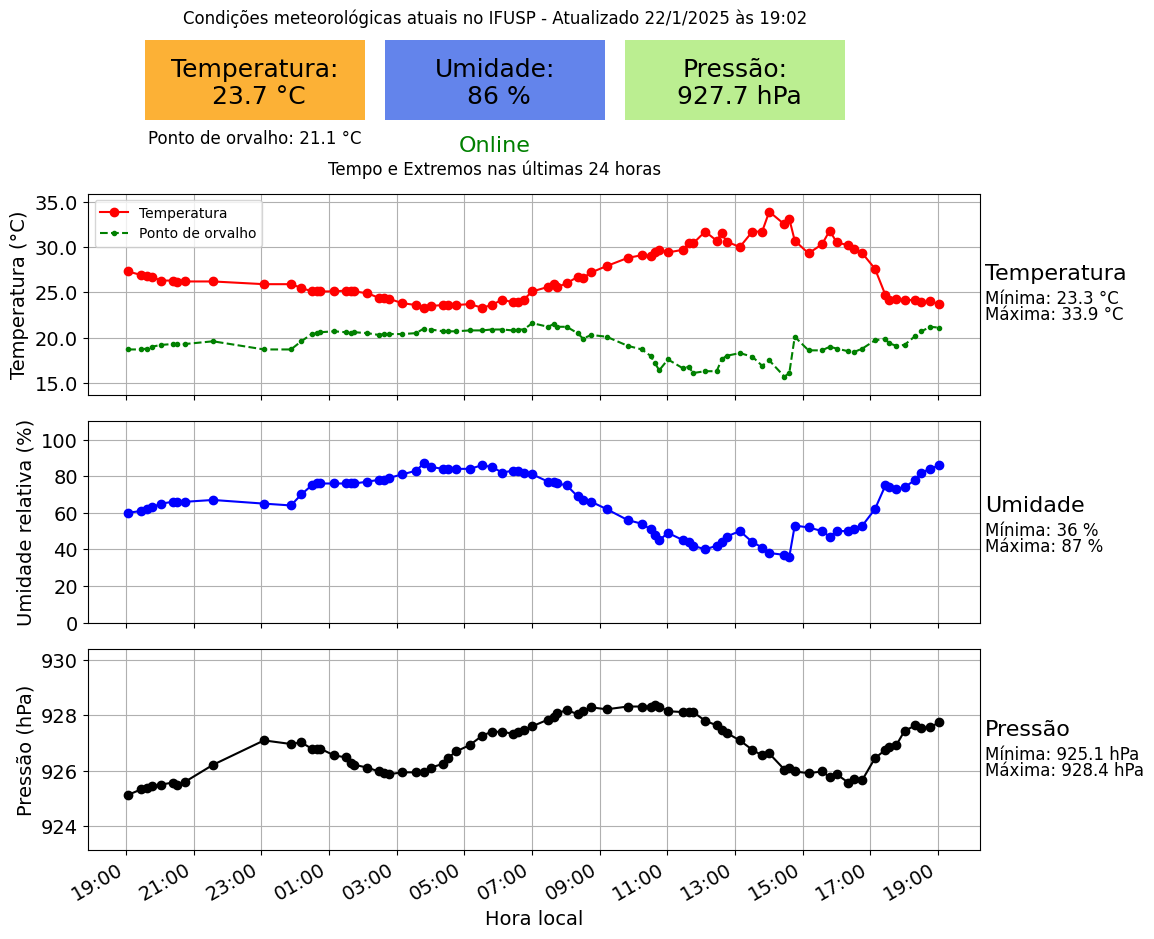 Condições meteorológicas atuais no IFUSP - Atualizado 22/1/2025 às 19:02
Temperatura:
23.7 °C
Umidade:
86 %
Pressão:
927.7 hPa
Ponto de orvalho: 21.1 °C
Online
Tempo e Extremos nas últimas 24 horas
Temperatura (°C)
35.0
30.0
25.0
20.0
15.0
Temperatura
Ponto de orvalho
Temperatura
Mínima: 23.3 °C
Máxima: 33.9 °C
Umidade relativa (%)
100
80
60
40
20
0
Umidade
Mínima: 36 %
Máxima: 87 %
Pressão (hPa)
930
928
926
924
Pressão
Mínima: 925.1 hPa
Máxima: 928.4 hPa
19:00 21:00 23:00 01:00 03:00 05:00 07:00 09:00 11:00 13:00 15:00 17:00 19:00
Hora local